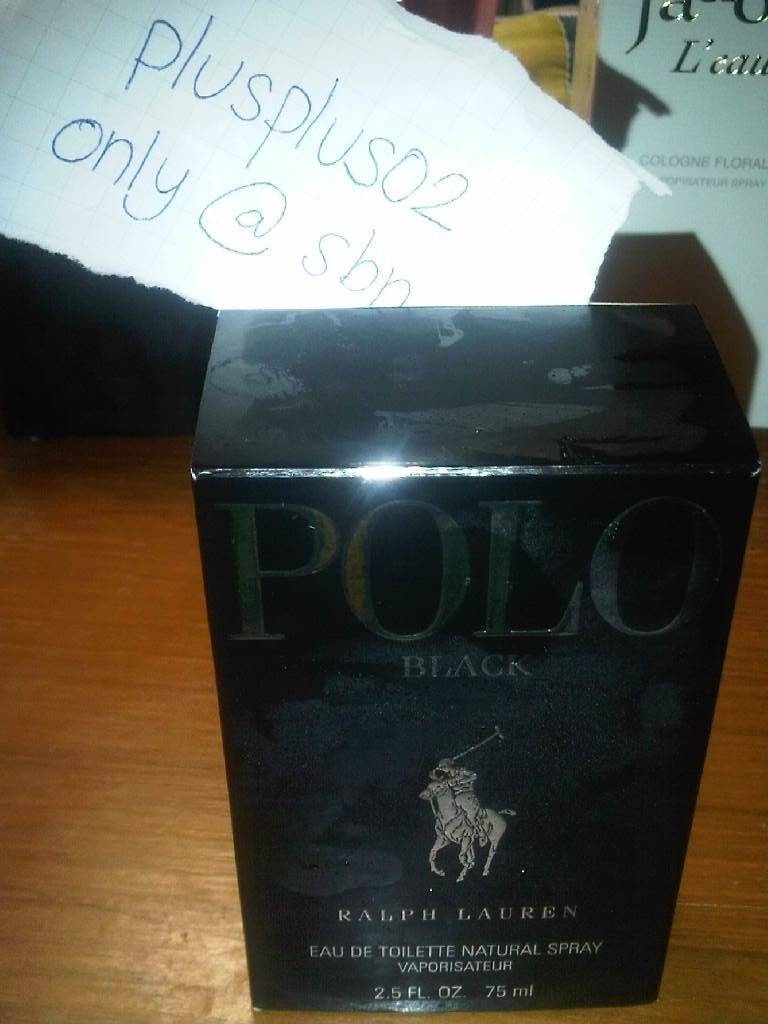 plusplus02
only @ sbn
L'eau
COLOGNE FLORAL
SPRAY
POLO
BLACK
RALPH LAUREN
EAU DE TOILETTE NATURAL SPRAY
VAPORISATEUR
2.5 FL. OZ. 75 ml